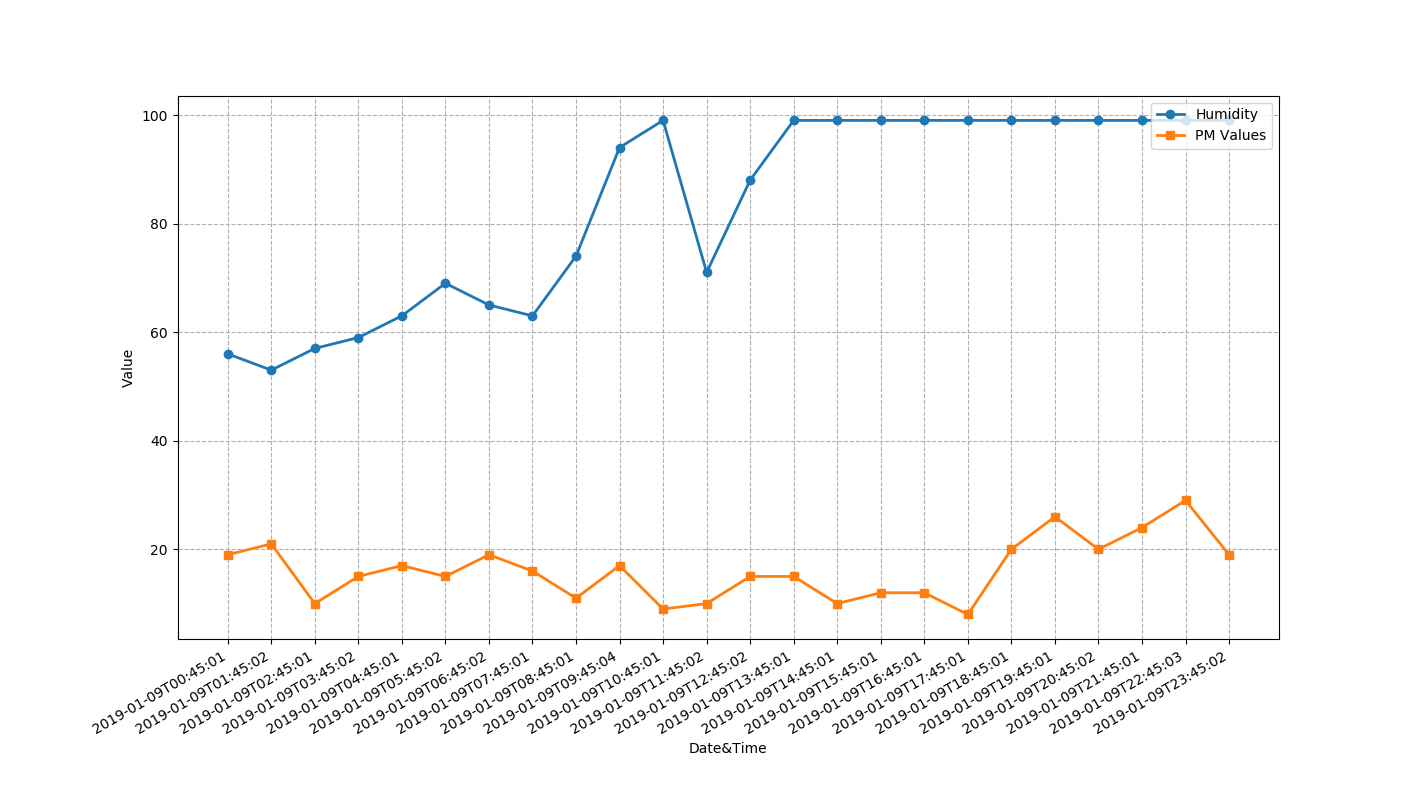 Humidity
PM Values
100
80
60
40
20
Value
2019-01-09T00:45:01
2019-01-09T01:45:02
2019-01-09T02:45:01
2019-01-09T03:45:02
2019-01-09T04:45:01
2019-01-09T05:45:02
2019-01-09T06:45:02
2019-01-09T07:45:01
2019-01-09T08:45:01
2019-01-09T09:45:04
2019-01-09T10:45:01
2019-01-09T11:45:02
2019-01-09T12:45:02
2019-01-09T13:45:01
2019-01-09T14:45:01
2019-01-09T15:45:01
2019-01-09T16:45:01
2019-01-09T17:45:01
2019-01-09T18:45:01
2019-01-09T19:45:01
2019-01-09T20:45:02
2019-01-09T21:45:01
2019-01-09T22:45:03
2019-01-09T23:45:02
Date&Time